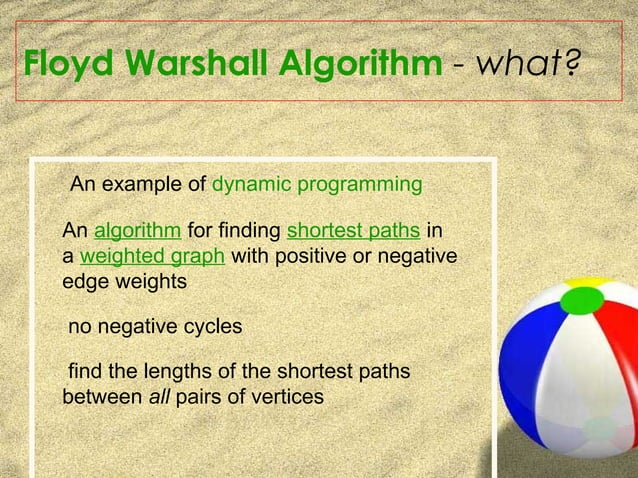 Floyd Warshall Algorithm - what?
An example of dynamic programming
An algorithm for finding shortest paths in
a weighted graph with positive or negative
edge weights
no negative cycles
find the lengths of the shortest paths
between all pairs of vertices